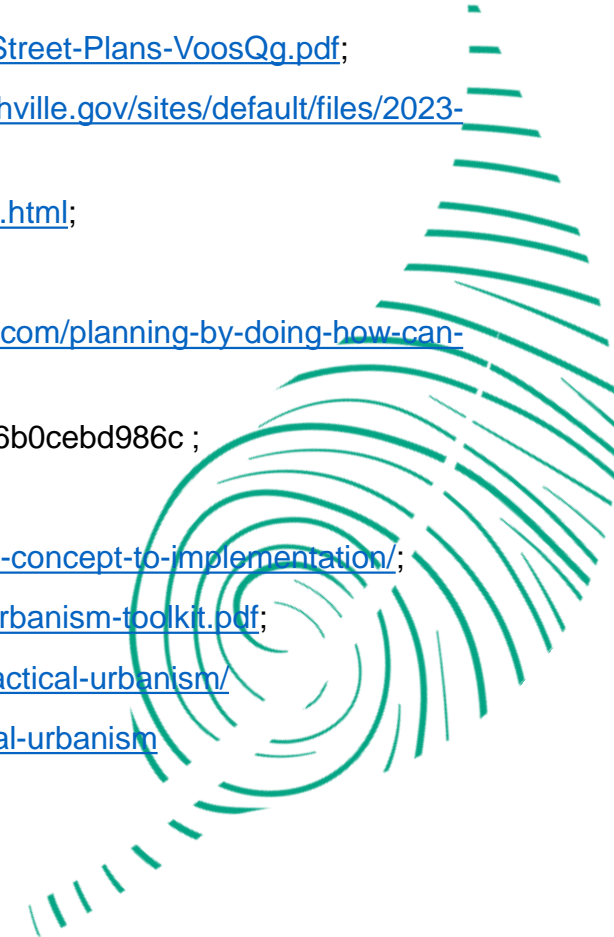 Street-Plans-VoosQg.pdf;
hville.gov/sites/default/files/2023-
.html;
.com/planning-by-doing-how-can-
6b0cebd986c ;
-concept-to-implementation/;
rbanism-toolkit.pdf;
actical-urbanism/
al-urbanism